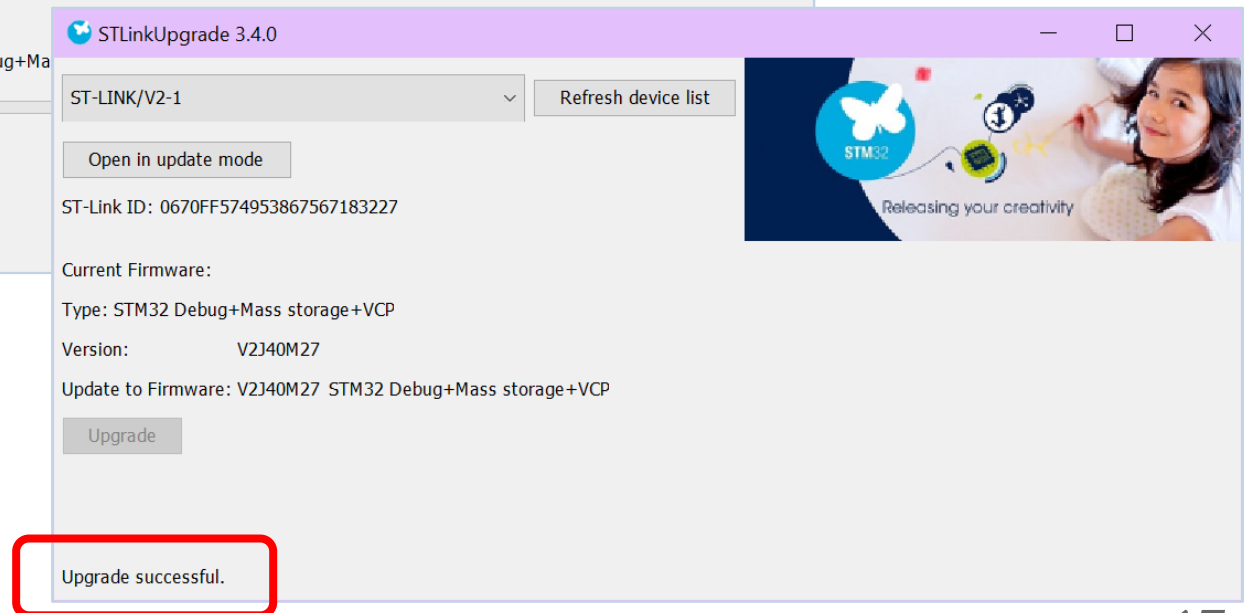 STLinkUpgrade 3.4.0
ug+Ma
ST-LINK/V2-1
Refresh device list
Open in update mode
STM32
Releasing your creativity
ST-Link ID: 0670FF574953867567183227
Current Firmware:
Type: STM32 Debug+Mass storage+VCP
Version: V2J40M27
Update to Firmware: V2J40M27 STM32 Debug+Mass storage+VCP
Upgrade
Upgrade successful.